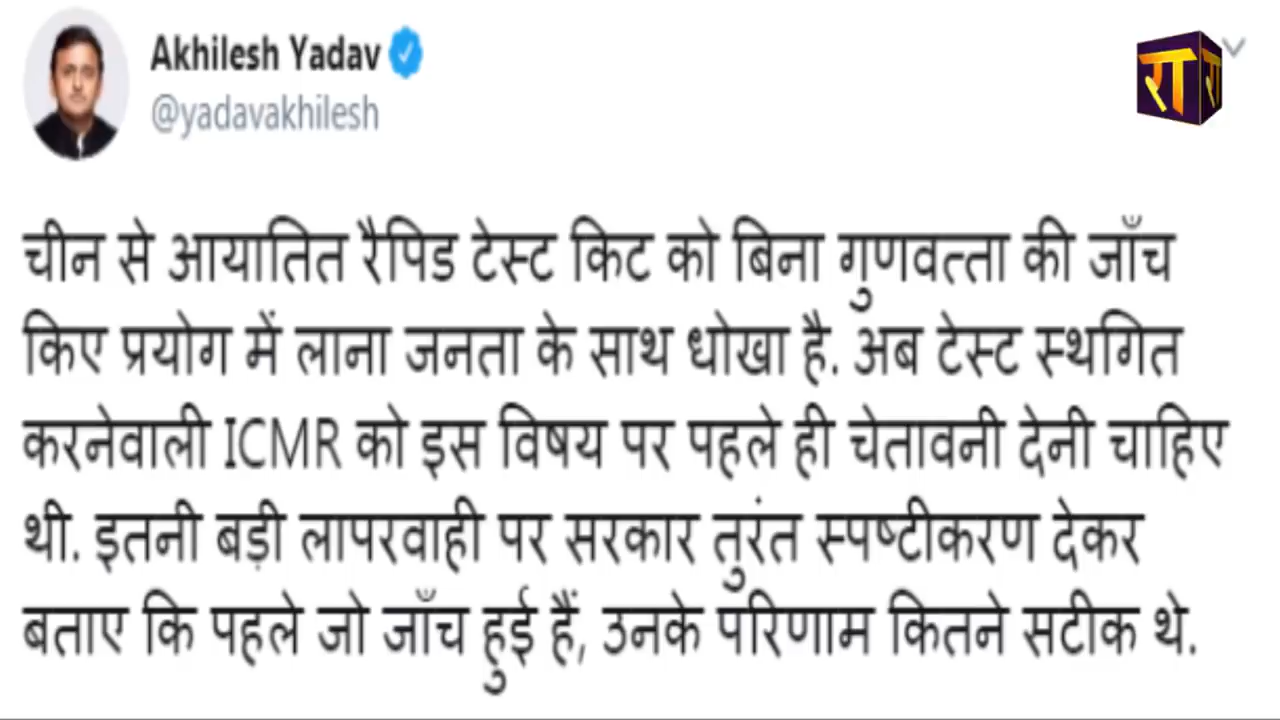 Akhilesh Yadav
@yadavakhilesh
रा रा
चीन से आयातित रैपिड टेस्ट किट को बिना गुणवत्ता की जाँच
किए प्रयोग में लाना जनता के साथ धोखा है. अब टेस्ट स्थगित
करनेवाली ICMR को इस विषय पर पहले ही चेतावनी देनी चाहिए
थी. इतनी बड़ी लापरवाही पर सरकार तुरंत स्पष्टीकरण देकर
बताए कि पहले जो जाँच हुई हैं, उनके परिणाम कितने सटीक थे.